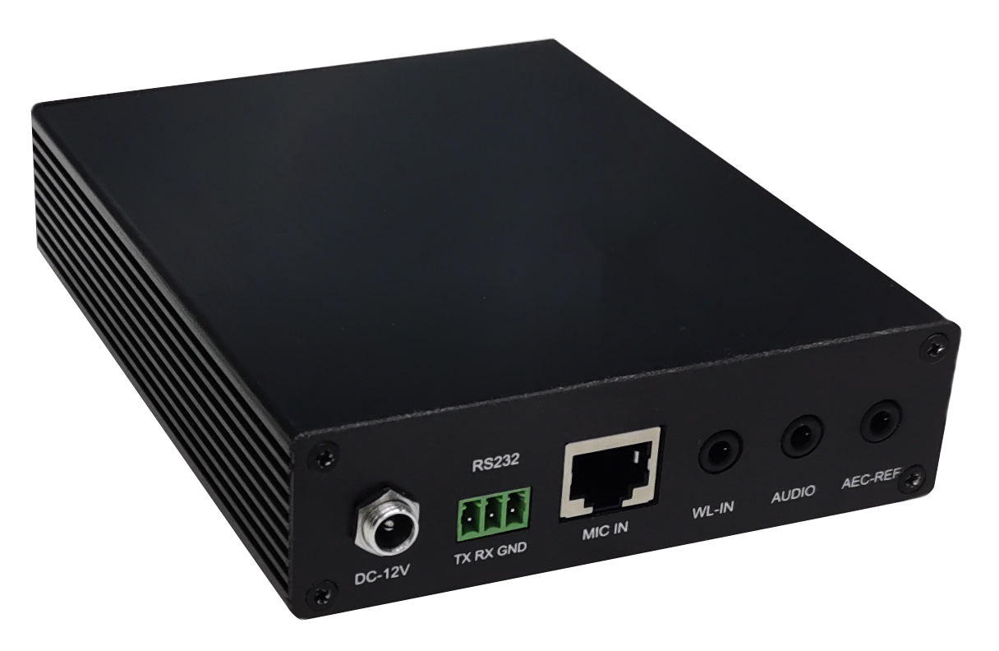 RS232
TX RX GND
DC-12V
MIC IN
WL-IN
AUDIO
AEC-REF